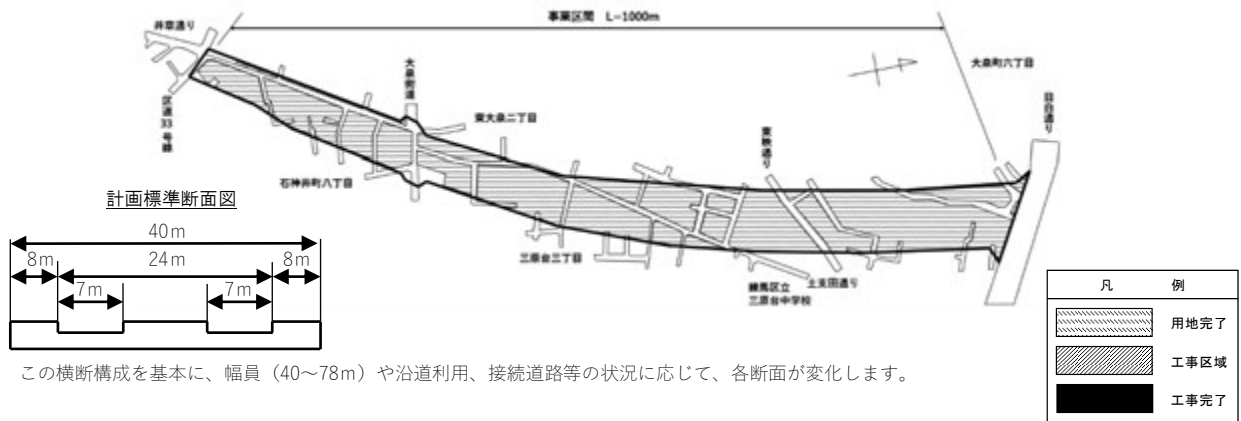 事業区間 L-1000m
井草通り
大泉街道
大泉町六丁目
目白通り
区道33号線
東大泉二丁目
東映通り
石神井町八丁目
計画標準断面図
40m
8m
24m
8m
7m
7m
三原台三丁目
練馬区立
三原台中学校
土支田通り
凡 例
用地完了
工事区域
工事完了
この横断構成を基本に、幅員（40〜78m）や沿道利用、接続道路等の状況に応じて、各断面が変化します。